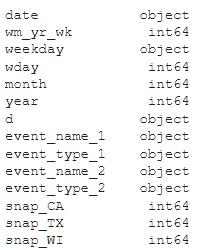 date object
wm_yr_wk int64
weekday object
wday int64
month int64
year int64
d object
event_name_1 object
event_type_1 object
event_name_2 object
event_type_2 object
snap_CA int64
snap_TX int64
snap_WI int64